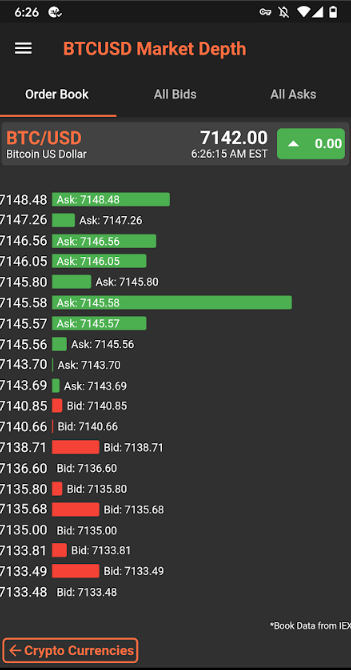 6:26
BTCUSD Market Depth
Order Book All Bids All Asks
BTC/USD 7142.00 0.00
Bitcoin US Dollar 6:26:15 AM EST
7148.48 Ask: 7148.48
7147.26 Ask: 7147.26
7146.56 Ask: 7146.56
7146.05 Ask: 7146.05
7145.80 Ask: 7145.80
7145.58 Ask: 7145.58
7145.57 Ask: 7145.57
7145.56 Ask: 7145.56
7143.70 Ask: 7143.70
7143.69 Ask: 7143.69
7140.85 Bid: 7140.85
7140.66 Bid: 7140.66
7138.71 Bid: 7138.71
7136.60 Bid: 7136.60
7135.80 Bid: 7135.80
7135.68 Bid: 7135.68
7135.00 Bid: 7135.00
7133.81 Bid: 7133.81
7133.49 Bid: 7133.49
7133.48 Bid: 7133.48
*Book Data from IEX
Crypto Currencies